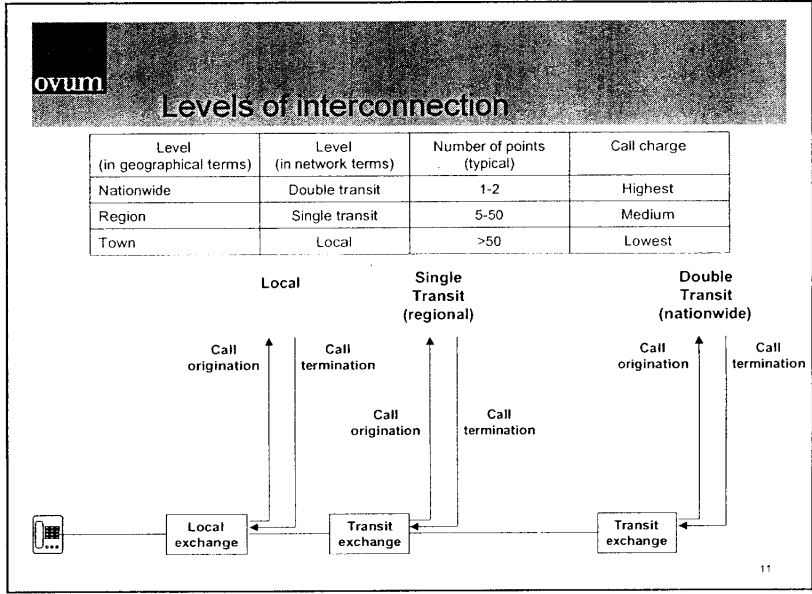 ovum
Levels of interconnection
Level Level Number of points Call charge
(in geographical terms) (in network terms) (typical)
Nationwide Double transit 1-2 Highest
Region Single transit 5-50 Medium
Town Local >50 Lowest
Local Single Double
Transit Transit
(regional) (nationwide)
Call Call Call Call
origination termination origination termination
Call Call
origination termination
Local Transit Transit
exchange exchange exchange
11